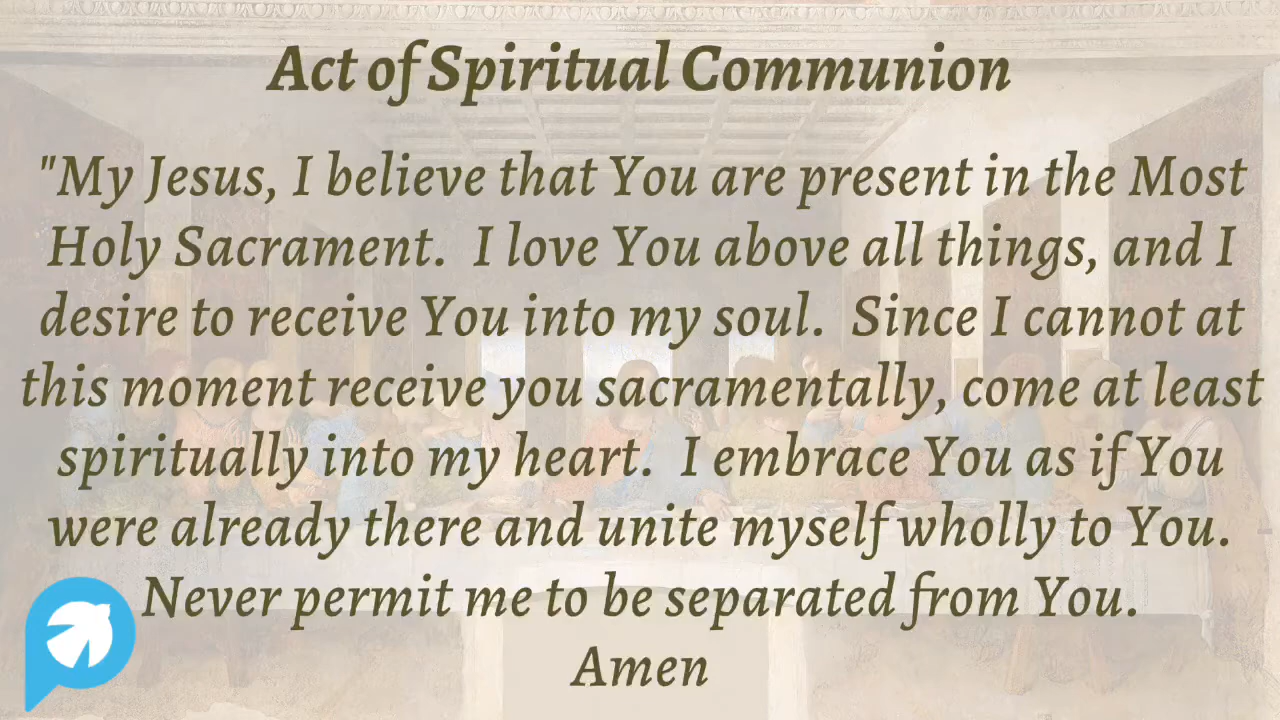 Act of Spiritual Communion
"My Jesus, I believe that You are present in the Most
Holy Sacrament.  I love You above all things, and I
desire to receive You into my soul.  Since I cannot at
this moment receive you sacramentally, come at least
spiritually into my heart.  I embrace You as if You
were already there and unite myself wholly to You.
Never permit me to be separated from You.
Amen